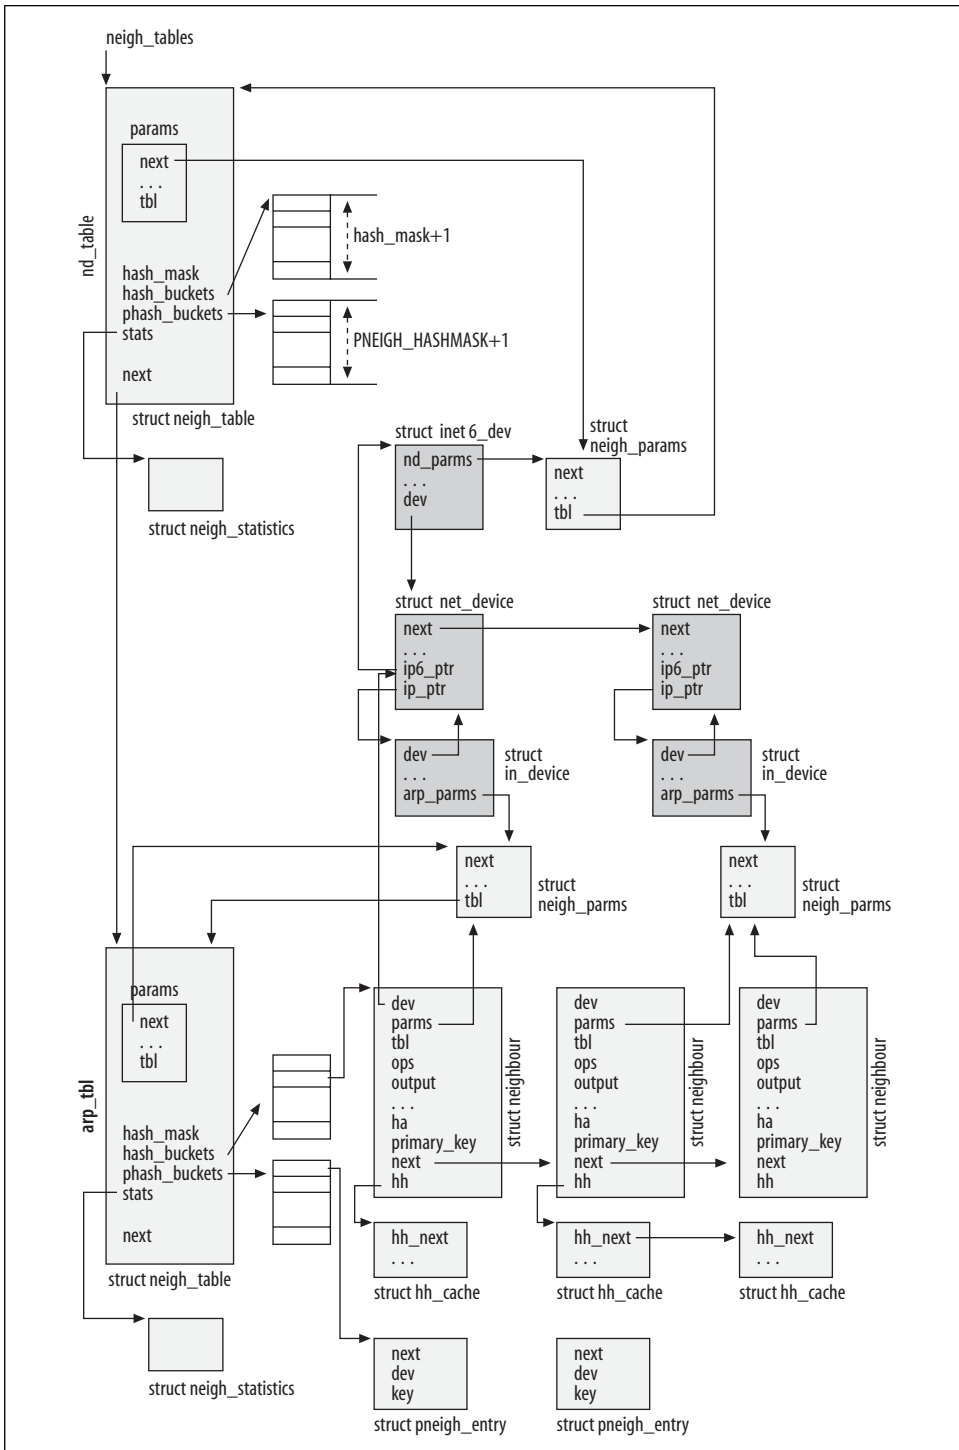 neigh_tables
params
next
...
tbl
nd_table
hash_mask
hash_buckets
phash_buckets
stats
next
struct neigh_table
hash_mask+1
PNEIGH_HASHMASK+1
struct neigh_statistics
struct inet 6_dev
nd_parms
...
dev
struct
neigh_params
next
...
tbl
struct net_device
next
...
ip6_ptr
ip_ptr
struct net_device
next
...
ip6_ptr
ip_ptr
dev
...
arp_parms
struct
in_device
dev
...
arp_parms
struct
in_device
next
...
tbl
struct
neigh_parms
next
...
tbl
struct
neigh_parms
params
next
...
tbl
arp_tbl
hash_mask
hash_buckets
phash_buckets
stats
next
struct neigh_table
struct neigh_statistics
dev
parms
tbl
ops
output
...
ha
primary_key
next
hh
struct neighbour
dev
parms
tbl
ops
output
...
ha
primary_key
next
hh
struct neighbour
dev
parms
tbl
ops
output
...
ha
primary_key
next
hh
struct neighbour
hh_next
...
struct hh_cache
hh_next
...
struct hh_cache
hh_next
...
struct hh_cache
next
dev
key
struct pneigh_entry
next
dev
key
struct pneigh_entry